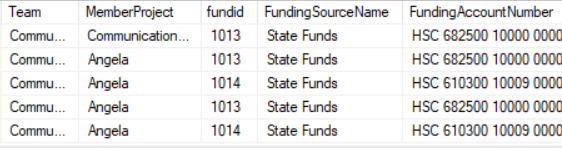 Team MemberProject fundid FundingSourceName FundingAccountNumber
Commu... Communication... 1013 State Funds HSC 682500 10000 0000
Commu... Angela 1013 State Funds HSC 682500 10000 0000
Commu... Angela 1014 State Funds HSC 610300 10009 0000
Commu... Angela 1013 State Funds HSC 682500 10000 0000
Commu... Angela 1014 State Funds HSC 610300 10009 0000